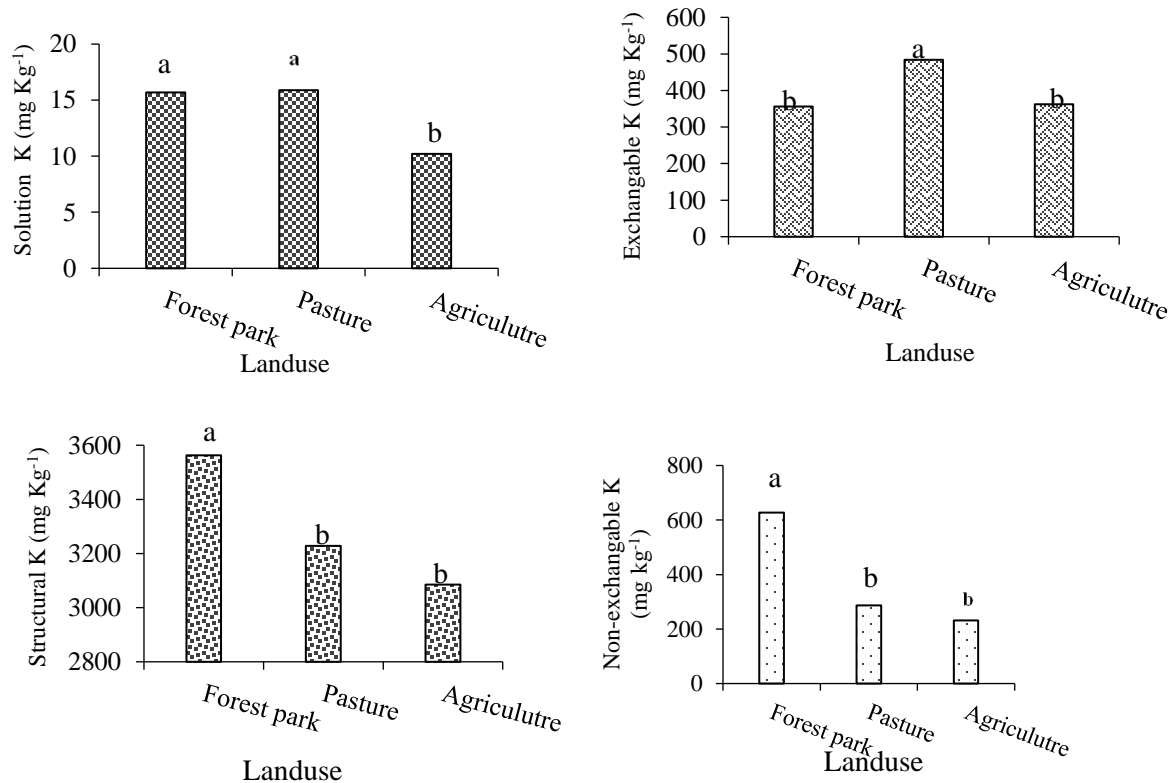 Solution K (mg Kg-1)
20
15
10
5
0
a
a
b
Forest park
Pasture
Agriculutre
Landuse
Exchangable K (mg Kg-1)
600
500
400
300
200
100
0
b
a
b
Forest park
Pasture
Agriculutre
Landuse
Structural K (mg Kg-1)
3600
3400
3200
3000
2800
a
b
b
Forest park
Pasture
Agriculutre
Landuse
Non-exchangable K
(mg kg-1)
800
600
400
200
0
a
b
b
Forest park
Pasture
Agriculutre
Landuse